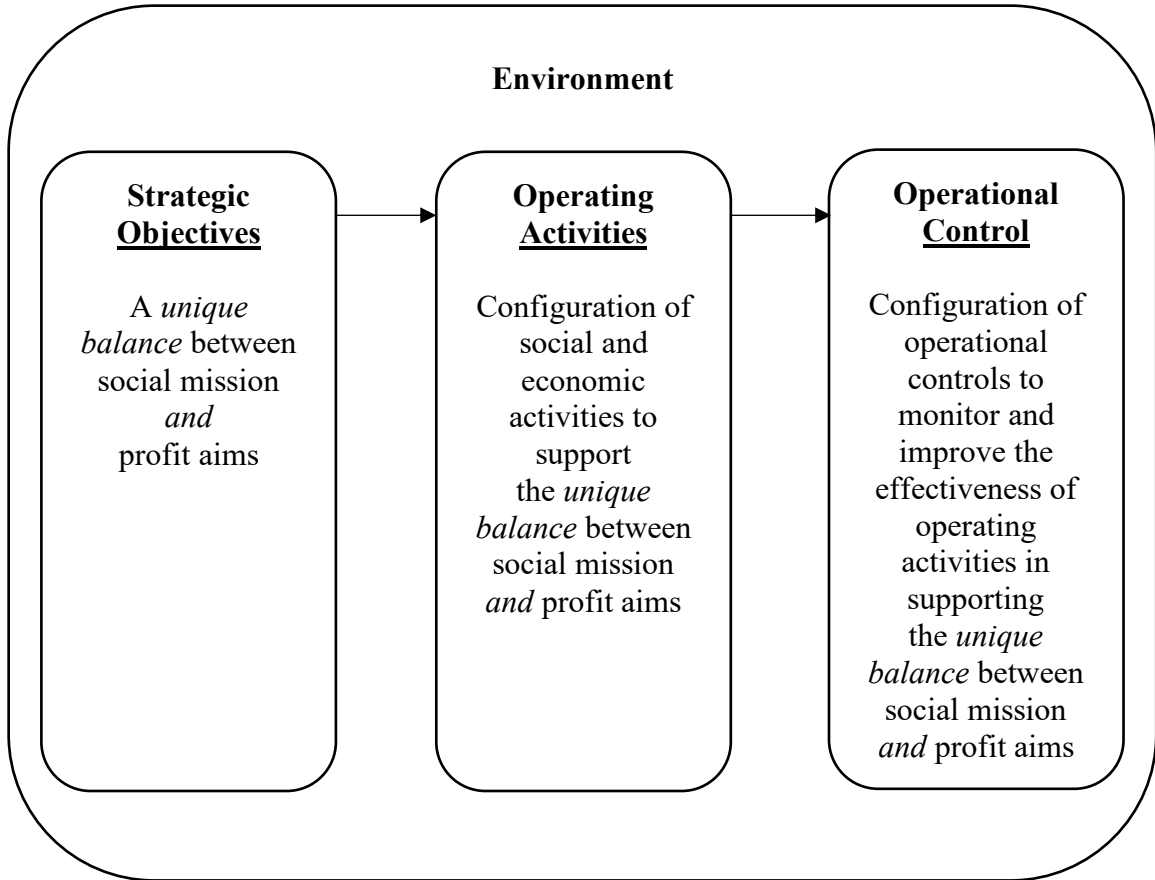 Environment
Strategic
Objectives
A unique
balance between
social mission
and
profit aims
Operating
Activities
Configuration of
social and
economic
activities to
support
the unique
balance between
social mission
and profit aims
Operational
Control
Configuration of
operational
controls to
monitor and
improve the
effectiveness of
operating
activities in
supporting
the unique
balance between
social mission
and profit aims